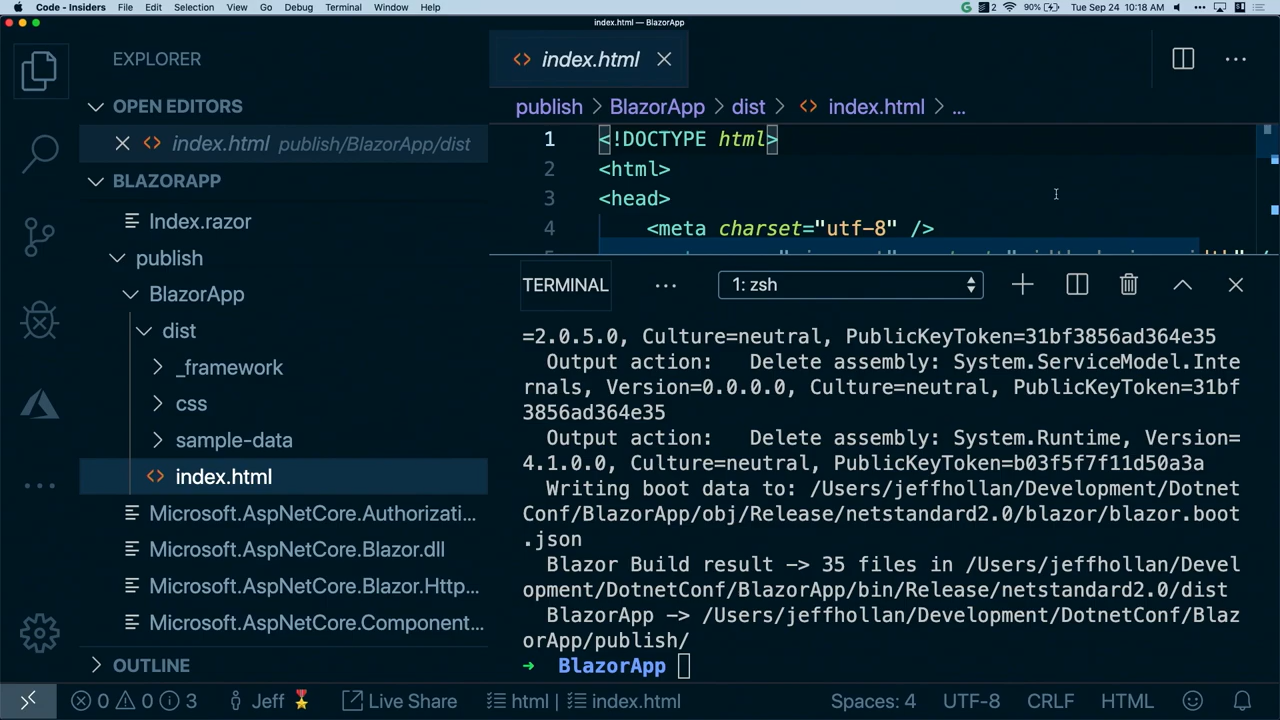 Code - Insiders File Edit Selection View Go Debug Terminal Window Help 2 90% Tue Sep 24 10:18 AM
index.html — BlazorApp
EXPLORER
OPEN EDITORS
index.html publish/BlazorApp/dist
BLAZORAPP
Index.razor
publish
BlazorApp
dist
_framework
css
sample-data
index.html
Microsoft.AspNetCore.Authorizati...
Microsoft.AspNetCore.Blazor.dll
Microsoft.AspNetCore.Blazor.Http...
Microsoft.AspNetCore.Component...
OUTLINE
index.html
publish > BlazorApp > dist > index.html > ...
1 <!DOCTYPE html>
2 <html>
3 <head>
4 <meta charset="utf-8" />
TERMINAL ... 1: zsh
=2.0.5.0, Culture=neutral, PublicKeyToken=31bf3856ad364e35
Output action: Delete assembly: System.ServiceModel.Inte
rnals, Version=0.0.0.0, Culture=neutral, PublicKeyToken=31bf
3856ad364e35
Output action: Delete assembly: System.Runtime, Version=
4.1.0.0, Culture=neutral, PublicKeyToken=b03f5f7f11d50a3a
Writing boot data to: /Users/jeffhollan/Development/Dotnet
Conf/BlazorApp/obj/Release/netstandard2.0/blazor/blazor.boot
.json
Blazor Build result -> 35 files in /Users/jeffhollan/Devel
opment/DotnetConf/BlazorApp/bin/Release/netstandard2.0/dist
BlazorApp -> /Users/jeffhollan/Development/DotnetConf/Blaz
orApp/publish/
➜ BlazorApp
0 0 3 Jeff Live Share html | index.html Spaces: 4 UTF-8 CRLF HTML